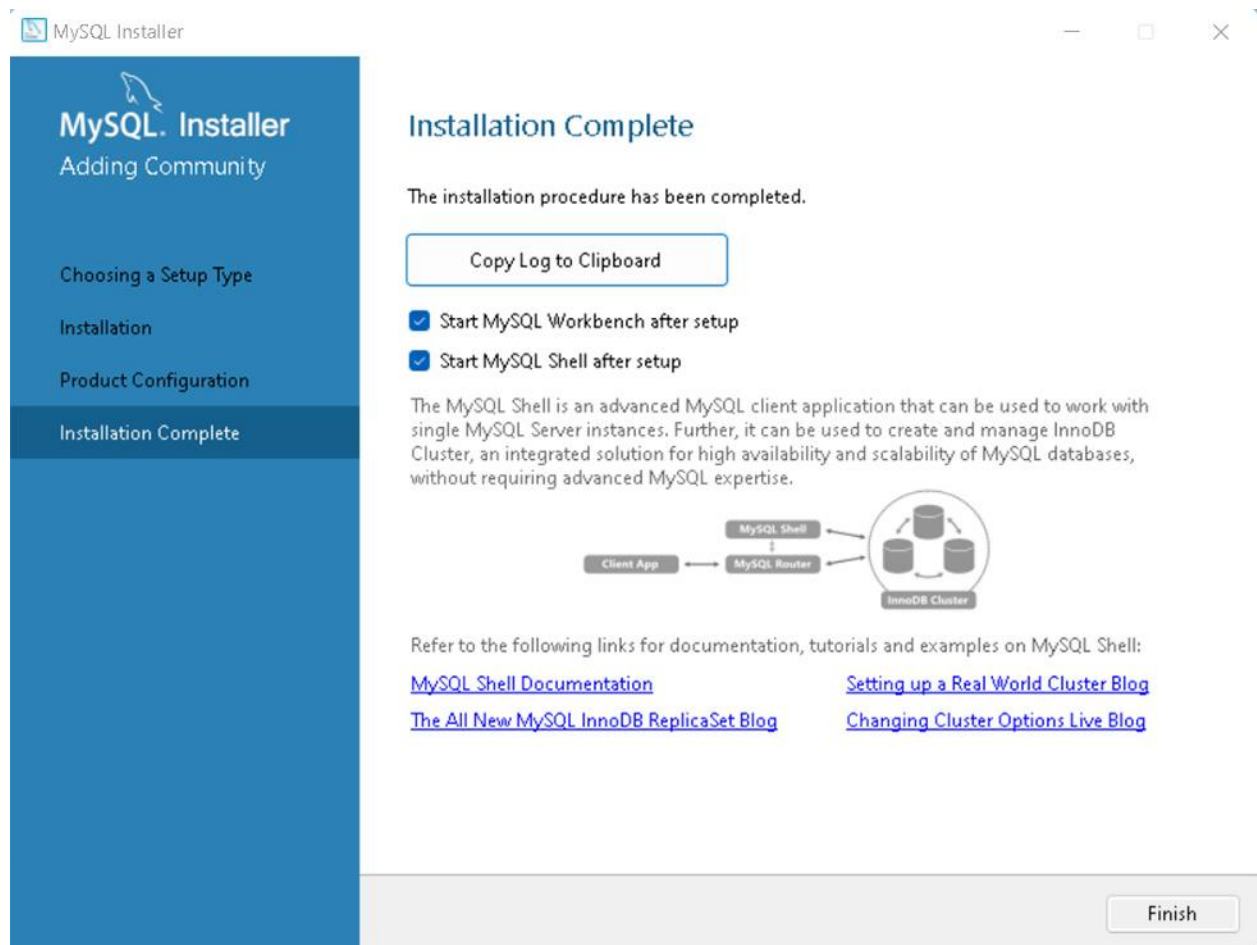 MySQL Installer
MySQL. Installer
Adding Community
Choosing a Setup Type
Installation
Product Configuration
Installation Complete
Installation Complete
The installation procedure has been completed.
Copy Log to Clipboard
Start MySQL Workbench after setup
Start MySQL Shell after setup
The MySQL Shell is an advanced MySQL client application that can be used to work with
single MySQL Server instances. Further, it can be used to create and manage InnoDB
Cluster, an integrated solution for high availability and scalability of MySQL databases,
without requiring advanced MySQL expertise.
MySQL Shell
Client App
MySQL Router
InnoDB Cluster
Refer to the following links for documentation, tutorials and examples on MySQL Shell:
MySQL Shell Documentation
Setting up a Real World Cluster Blog
The All New MySQL InnoDB ReplicaSet Blog
Changing Cluster Options Live Blog
Finish